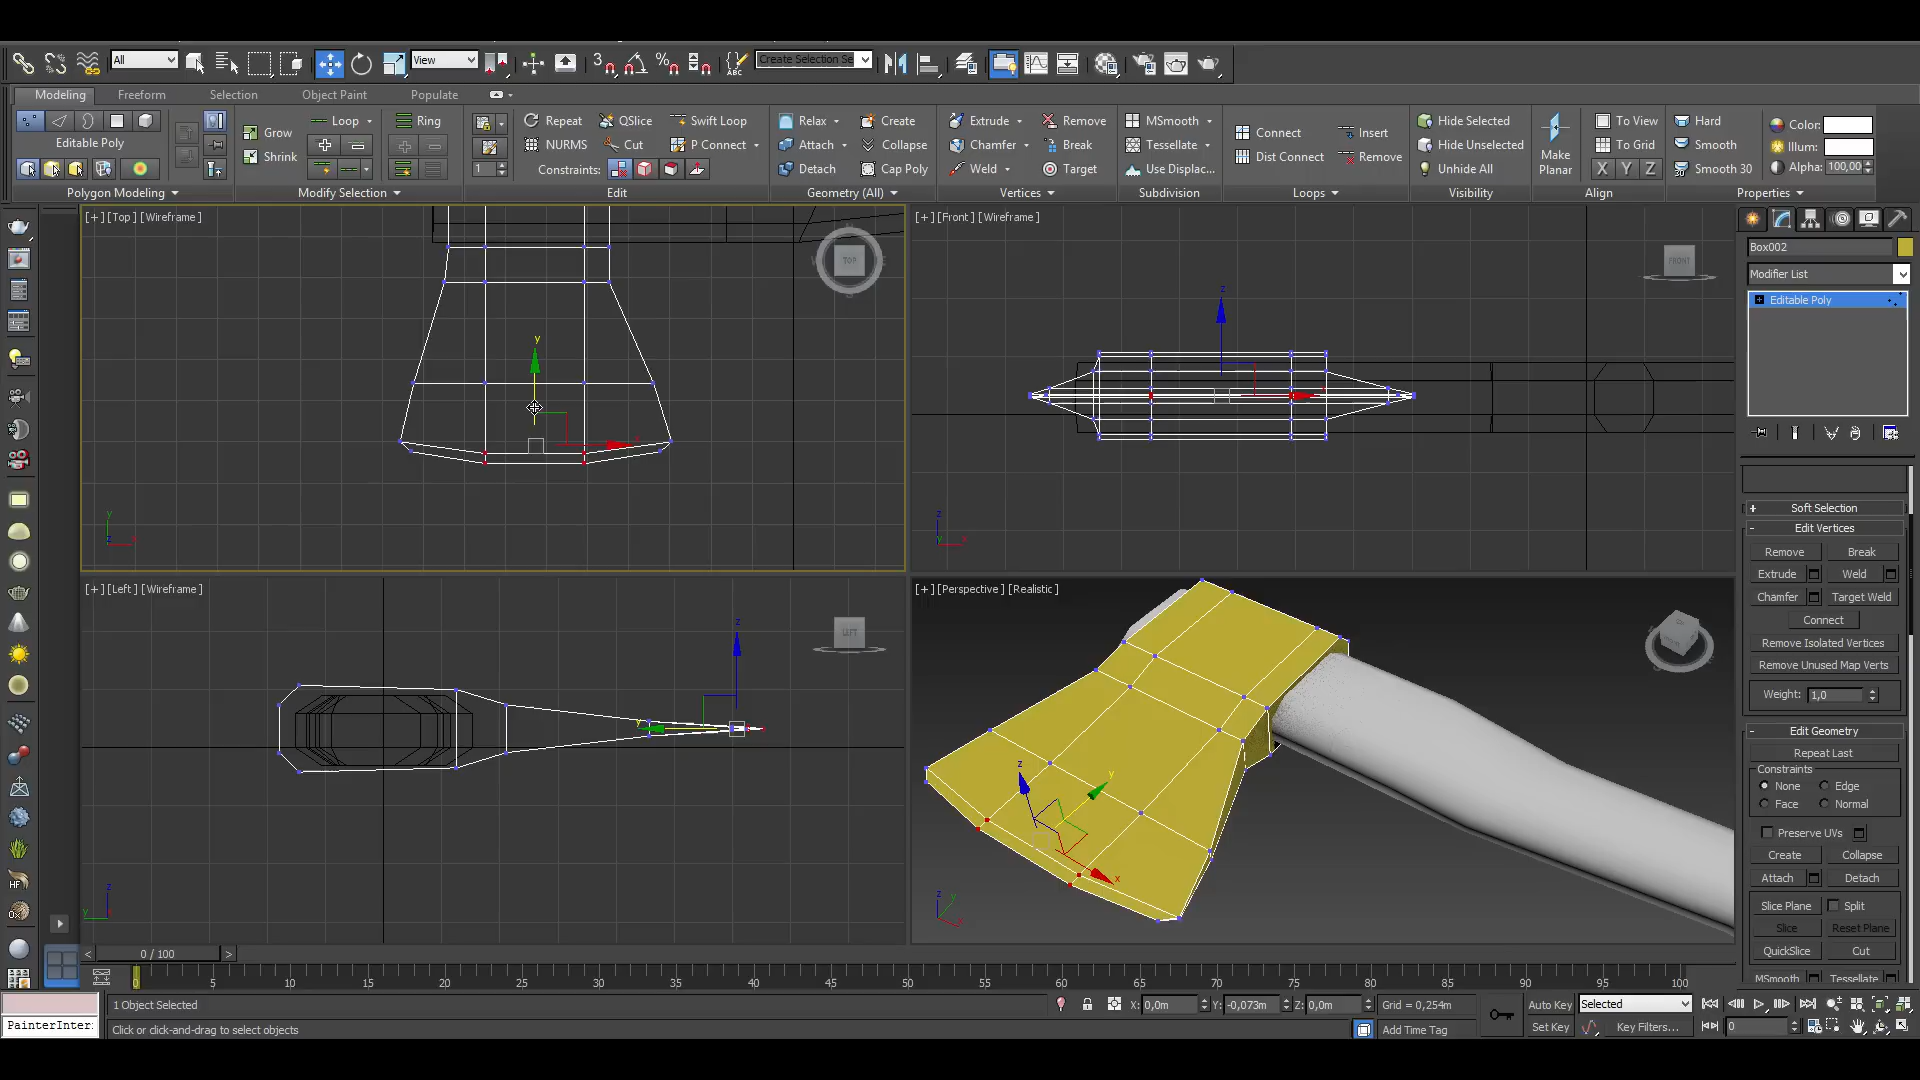 All
View
3
ABC
Create Selection Se
Modeling
Freeform
Selection
Object Paint
Populate
Editable Poly
Grow
Shrink
Loop
Ring
1
Repeat
QSlice
Swift Loop
NURMS
Cut
P Connect
Constraints:
Relax
Create
Attach
Collapse
Detach
Cap Poly
Extrude
Remove
Chamfer
Break
Weld
Target
MSmooth
Tessellate
Use Displac...
Connect
Insert
Dist Connect
Remove
Hide Selected
Hide Unselected
Unhide All
Make
Planar
To View
To Grid
X Y Z
Hard
Smooth
Smooth 30
Color:
Illum:
Alpha: 100,00
Polygon Modeling
Modify Selection
Edit
Geometry (All)
Vertices
Subdivision
Loops
Visibility
Align
Properties
[+] [Top] [Wireframe]
TOP
[+] [Front] [Wireframe]
FRONT
[+] [Left] [Wireframe]
LEFT
[+] [Perspective] [Realistic]
Box002
Modifier List
Editable Poly
+ Soft Selection
- Edit Vertices
Remove
Break
Extrude
Weld
Chamfer
Target Weld
Connect
Remove Isolated Vertices
Remove Unused Map Verts
Weight: 1,0
- Edit Geometry
Repeat Last
Constraints
None
Edge
Face
Normal
Preserve UVs
Create
Collapse
Attach
Detach
Slice Plane
Split
Slice
Reset Plane
QuickSlice
Cut
MSmooth
Tessellate
HF
0 / 100
0 5 10 15 20 25 30 35 40 45 50 55 60 65 70 75 80 85 90 95 100
1 Object Selected
X: 0,0m
Y: -0,073m
Z: 0,0m
Grid = 0,254m
Auto Key
Selected
PainterInter:
Click or click-and-drag to select objects
Add Time Tag
Set Key
Key Filters...
0